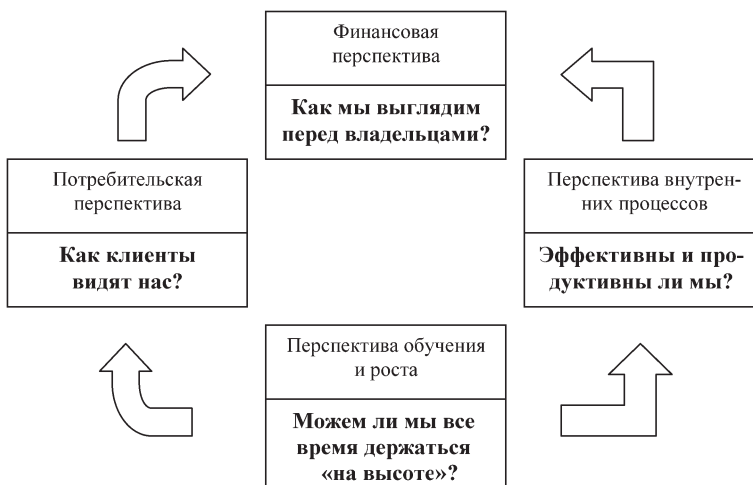 Финансовая
перспектива
Как мы выглядим
перед владельцами?
Потребительская
перспектива
Как клиенты
видят нас?
Перспектива внутрен-
них процессов
Эффективны и про-
дуктивны ли мы?
Перспектива обучения
и роста
Можем ли мы все
время держаться
«на высоте»?